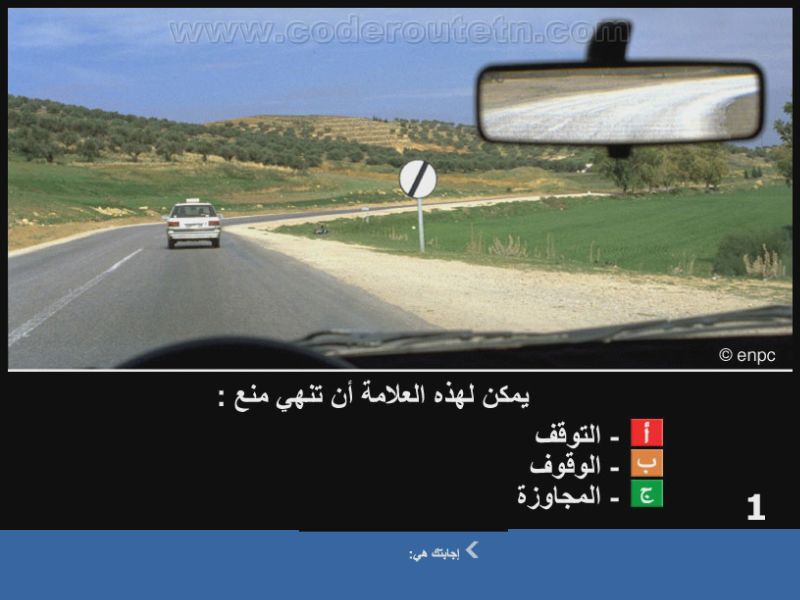 www.coderoutetn.com
© enpc
يمكن لهذه العلامة أن تنهي منع :
أ - التوقف
ب - الوقوف
ج - المجاوزة
1
إجابتك هي: